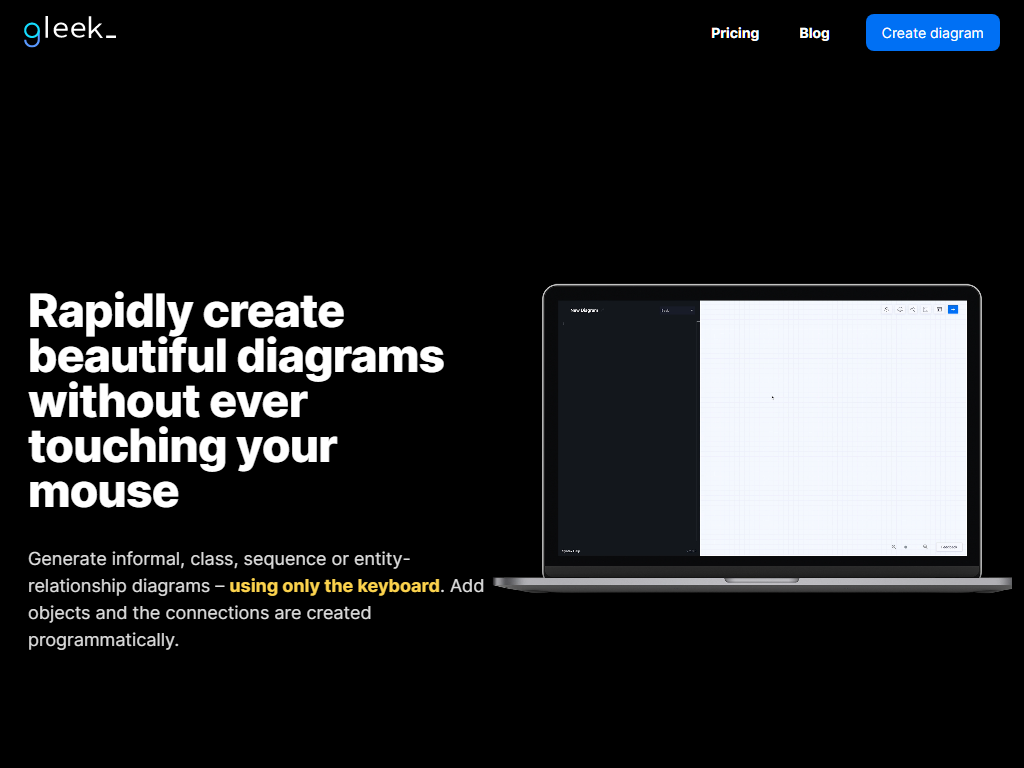 gleek_
Pricing
Blog
Create diagram
Rapidly create
beautiful diagrams
without ever
touching your
mouse
Generate informal, class, sequence or entity-
relationship diagrams – using only the keyboard. Add
objects and the connections are created
programmatically.
New Diagram